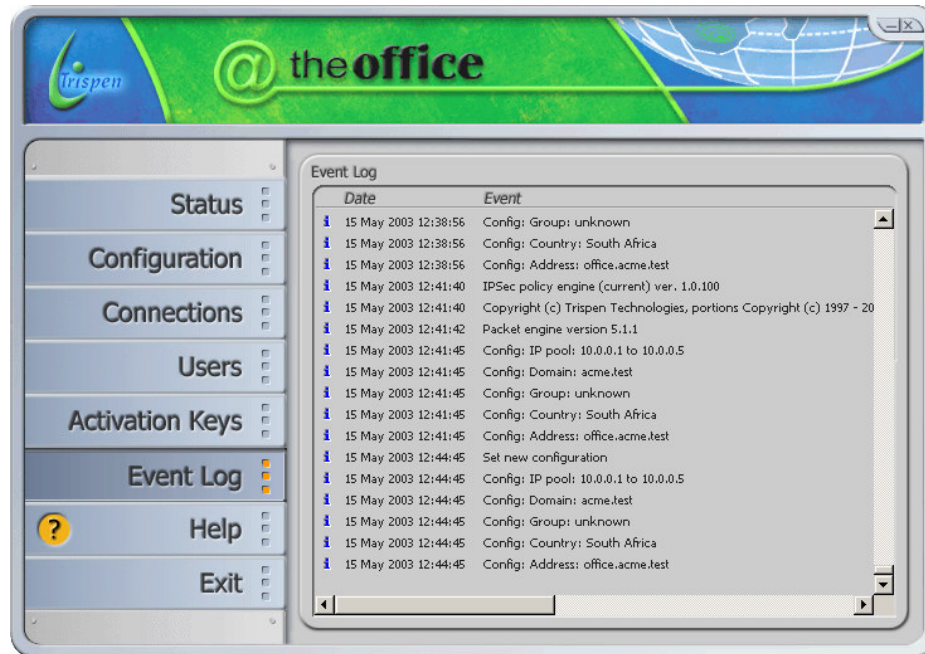 Trispen
@ the office
Status
Configuration
Connections
Users
Activation Keys
Event Log
? Help
Exit
Event Log
Date Event
i 15 May 2003 12:38:56 Config: Group: unknown
i 15 May 2003 12:38:56 Config: Country: South Africa
i 15 May 2003 12:38:56 Config: Address: office.acme.test
i 15 May 2003 12:41:40 IPSec policy engine (current) ver. 1.0.100
i 15 May 2003 12:41:40 Copyright (c) Trispen Technologies, portions Copyright (c) 1997 - 20
i 15 May 2003 12:41:42 Packet engine version 5.1.1
i 15 May 2003 12:41:45 Config: IP pool: 10.0.0.1 to 10.0.0.5
i 15 May 2003 12:41:45 Config: Domain: acme.test
i 15 May 2003 12:41:45 Config: Group: unknown
i 15 May 2003 12:41:45 Config: Country: South Africa
i 15 May 2003 12:41:45 Config: Address: office.acme.test
i 15 May 2003 12:44:45 Set new configuration
i 15 May 2003 12:44:45 Config: IP pool: 10.0.0.1 to 10.0.0.5
i 15 May 2003 12:44:45 Config: Domain: acme.test
i 15 May 2003 12:44:45 Config: Group: unknown
i 15 May 2003 12:44:45 Config: Country: South Africa
i 15 May 2003 12:44:45 Config: Address: office.acme.test